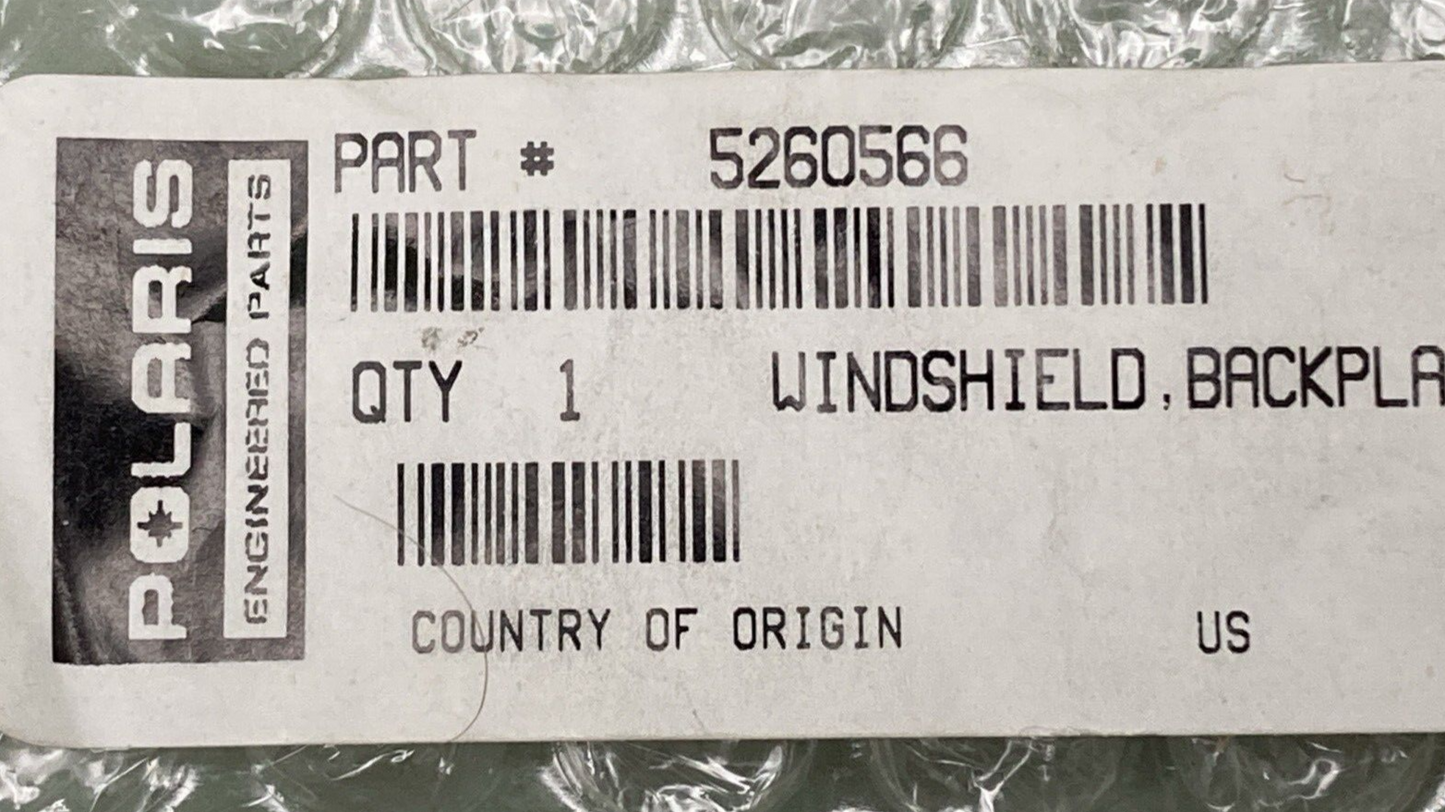 POLARIS
ENGINEERED PARTS
PART # 5260566
QTY 1 WINDSHIELD,BACKPLA
COUNTRY OF ORIGIN US